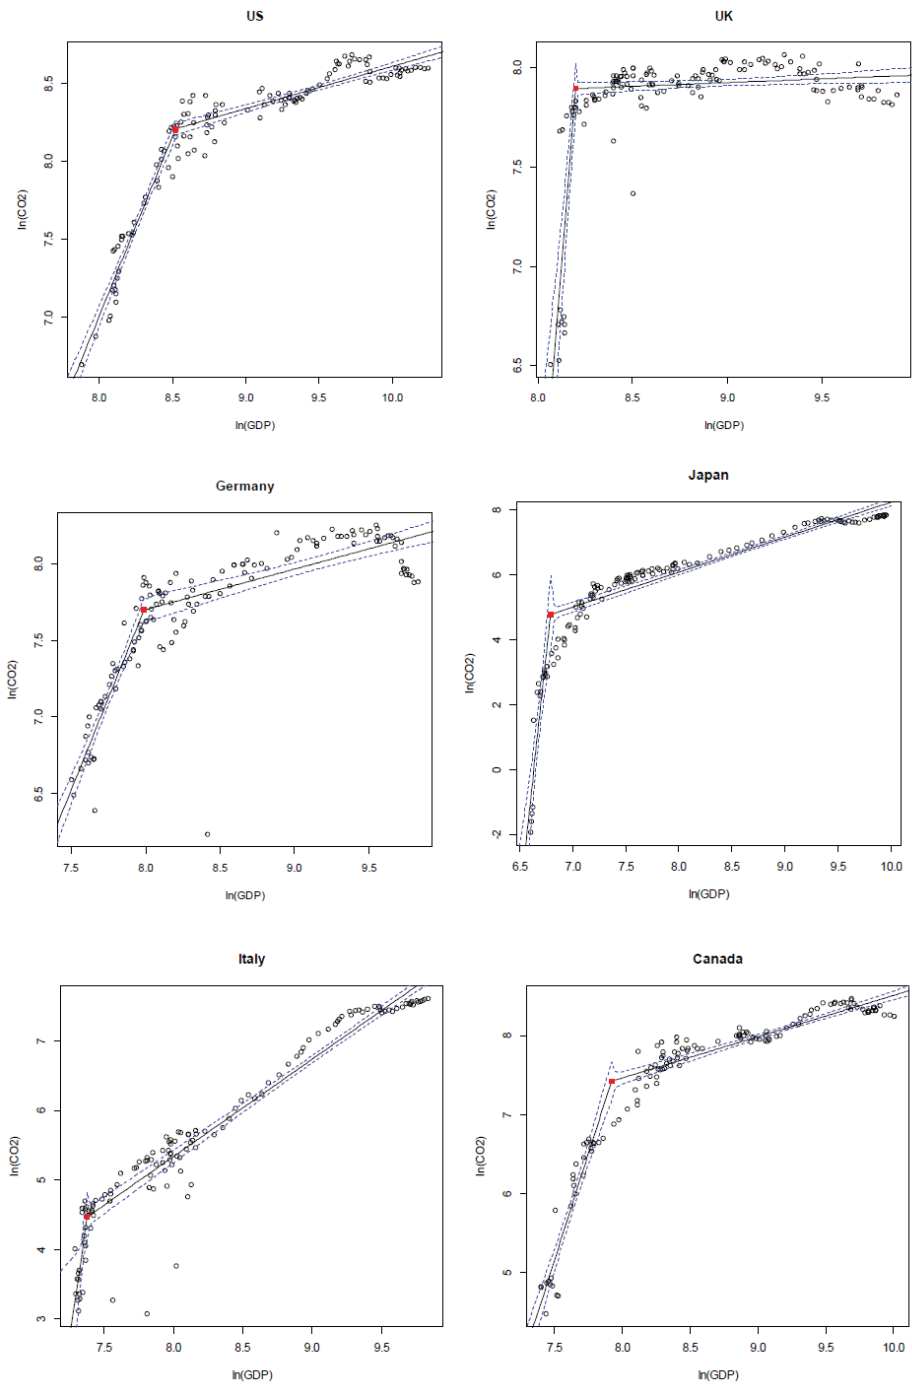 US
8.5
8.0
7.5
7.0
ln(CO2)
8.0 8.5 9.0 9.5 10.0
ln(GDP)
UK
8.0
7.5
7.0
6.5
ln(CO2)
8.0 8.5 9.0 9.5
ln(GDP)
Germany
8.0
7.5
7.0
6.5
ln(CO2)
7.5 8.0 8.5 9.0 9.5
ln(GDP)
Japan
8
6
4
2
0
-2
ln(CO2)
6.5 7.0 7.5 8.0 8.5 9.0 9.5 10.0
ln(GDP)
Italy
7
6
5
4
3
ln(CO2)
7.5 8.0 8.5 9.0 9.5
ln(GDP)
Canada
8
7
6
5
ln(CO2)
7.5 8.0 8.5 9.0 9.5 10.0
ln(GDP)